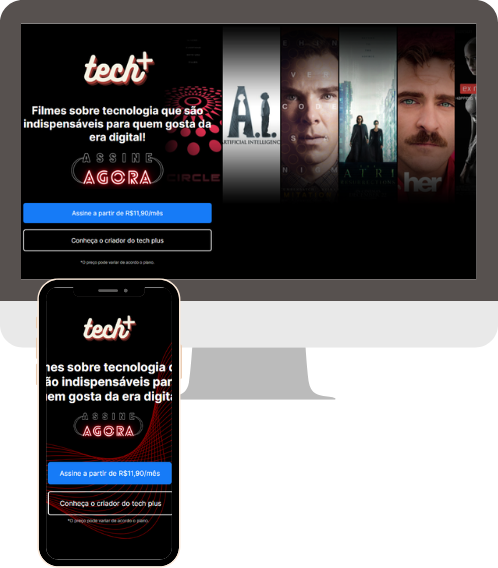 tech+
Filmes sobre tecnologia que são
indispensáveis para quem gosta da
era digital!
ASSINE
AGORA
Assine a partir de R$11,90/mês
Conheça o criador do tech plus
*O preço pode variar de acordo o plano.
CIRCLE
A.I.
ARTIFICIAL INTELLIGENCE
her
ex m
tech+
mes sobre tecnologia
ão indispensáveis par
uem gosta da era digita
ASSINE
AGORA
Assine a partir de R$11,90/mês
Conheça o criador do tech plus
*O preço pode variar de acordo o plano.